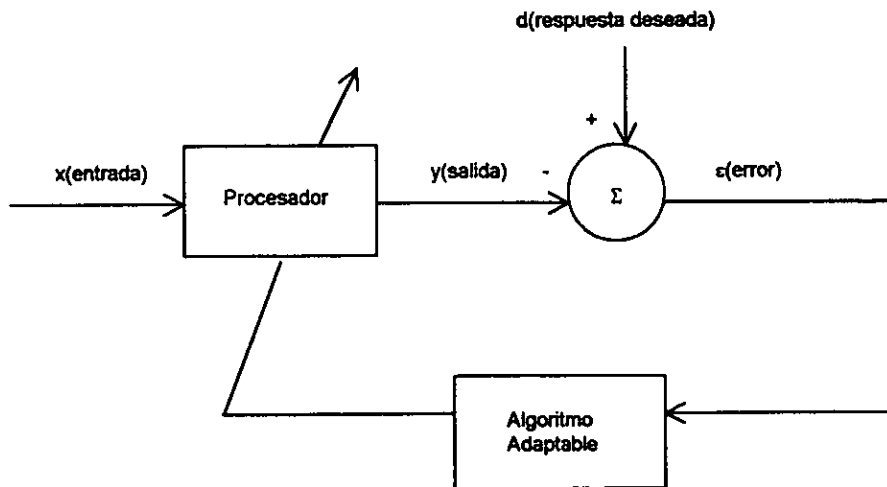 d(respuesta deseada)
+
x(entrada)
Procesador
y(salida)
-
Σ
ε(error)
Algoritmo
Adaptable